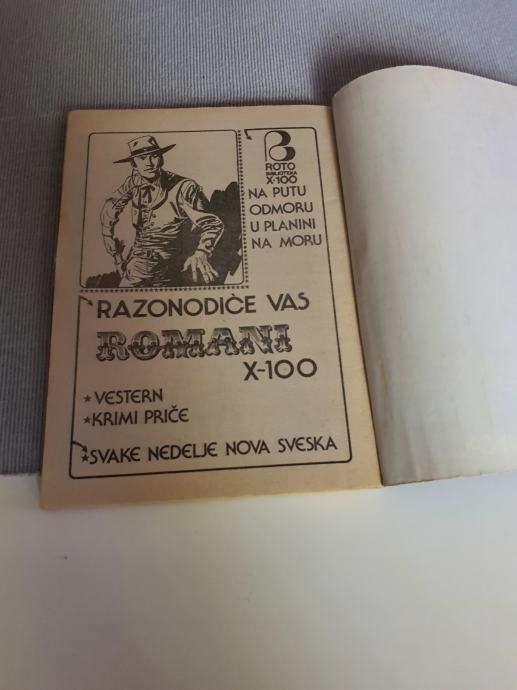 ROTO
BIBLIOTEKA
X-100
NA PUTU
ODMORU
U PLANINI
NA MORU
RAZONODIĆE VAS
ROMANI
X-100
★VESTERN
★KRIMI PRIČE
★SVAKE NEDELJE NOVA SVESKA